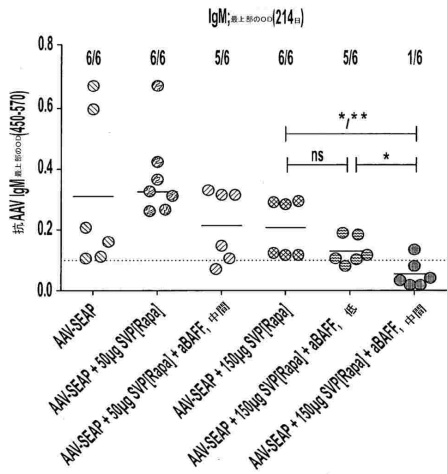 IgM;最上部のOD(214日)
6/6 6/6 5/6 6/6 5/6 1/6
抗AAV IgM最上部のOD(450-570)
0.8
0.6
0.4
0.2
0.0
*,**
ns *
AAV-SEAP
AAV-SEAP + 50µg SVP[Rapa]
AAV-SEAP + 50µg SVP[Rapa] + aBAFF, 中間
AAV-SEAP + 150µg SVP[Rapa]
AAV-SEAP + 150µg SVP[Rapa] + aBAFF, 低
AAV-SEAP + 150µg SVP[Rapa] + aBAFF, 中間